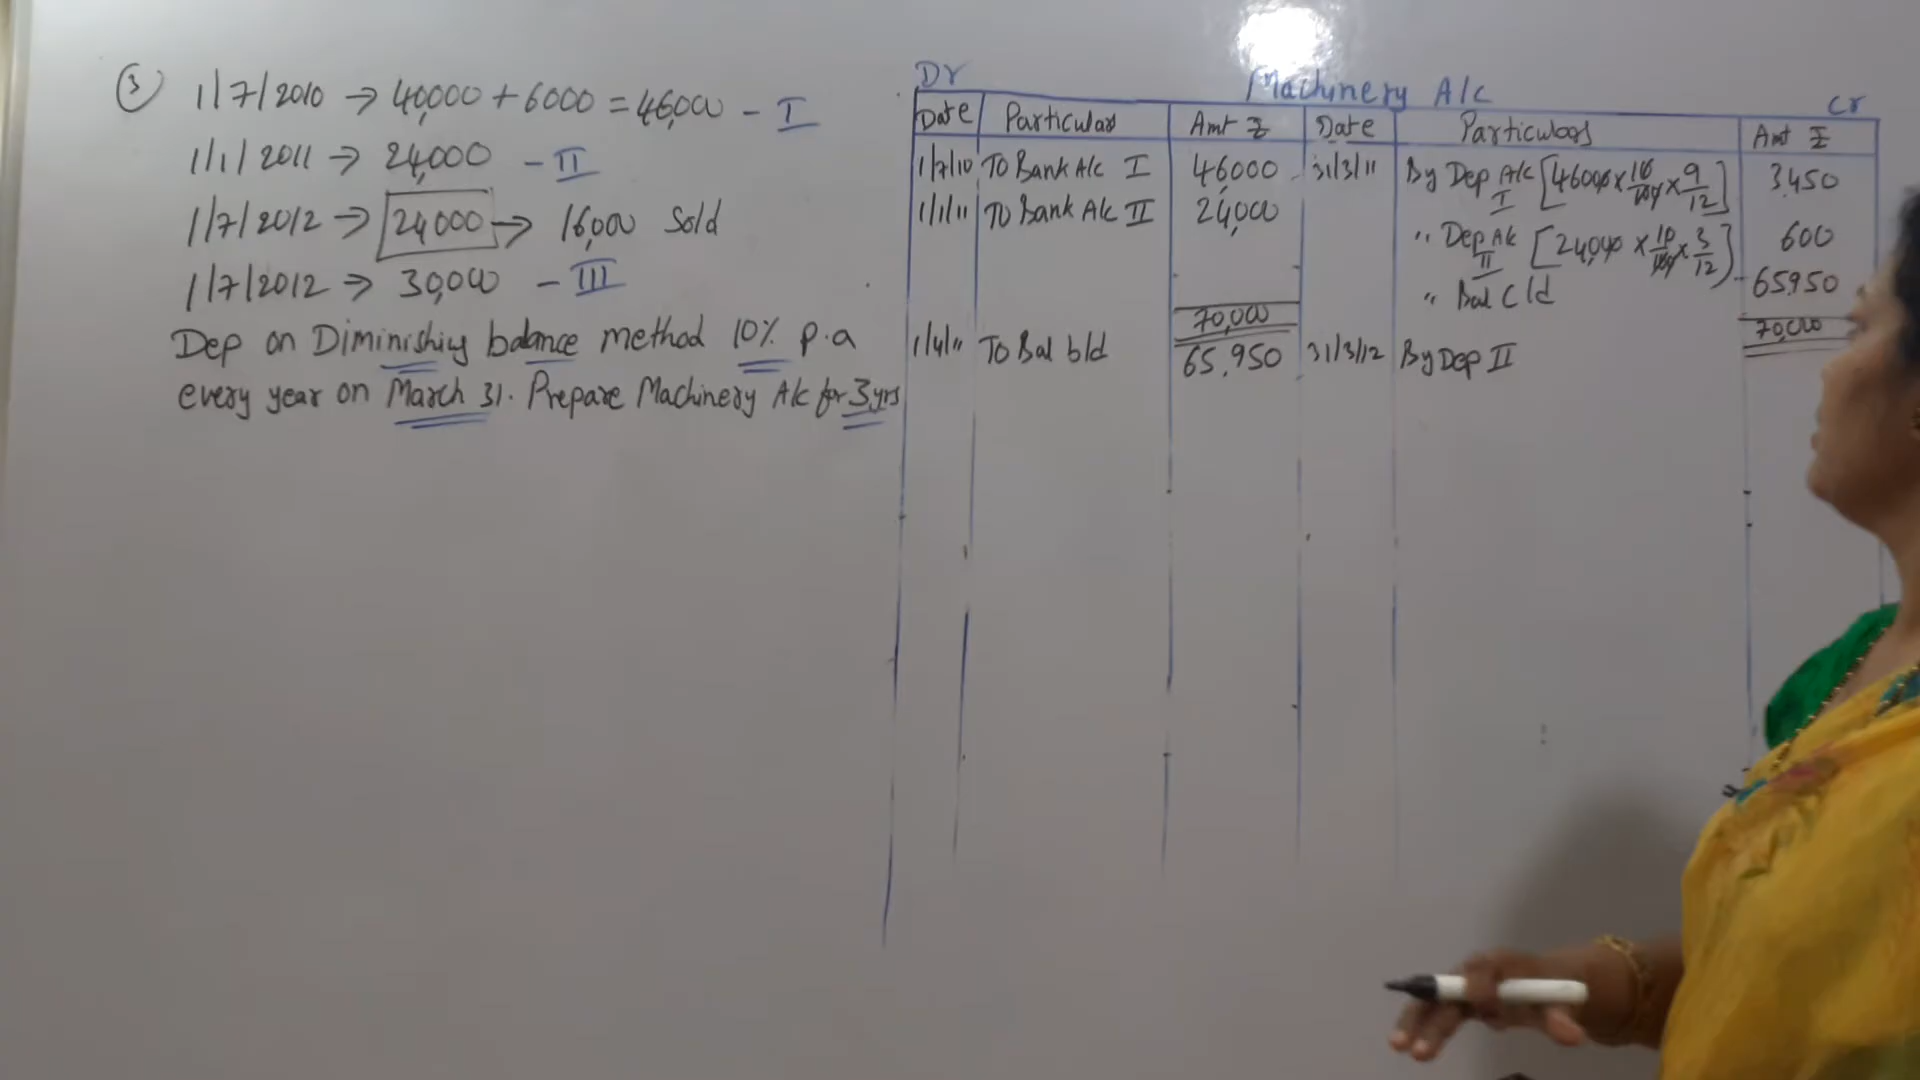 ③ 1/7/2010 → 40,000 + 6000 = 46,000 - I
1/1/2011 → 24,000 - II
1/7/2012 → 24000 → 16,000 Sold
1/7/2012 → 30,000 - III
Dep on Diminishing balance method 10% p.a
every year on March 31. Prepare Machinery A/c for 3yrs
Dr Machinery A/c Cr
Date Particulars Amt ₹ Date Particulars Amt ₹
1/7/10 To Bank A/c I 46000 31/3/11 By Dep A/c I [46000 x 10/100 x 9/12] 3450
1/1/11 To Bank A/c II 24,000 " Dep A/c II [24,000 x 10/100 x 3/12] 600
" Bal C/d 65950
70,000 70,000
1/4/11 To Bal b/d 65,950 31/3/12 By Dep II